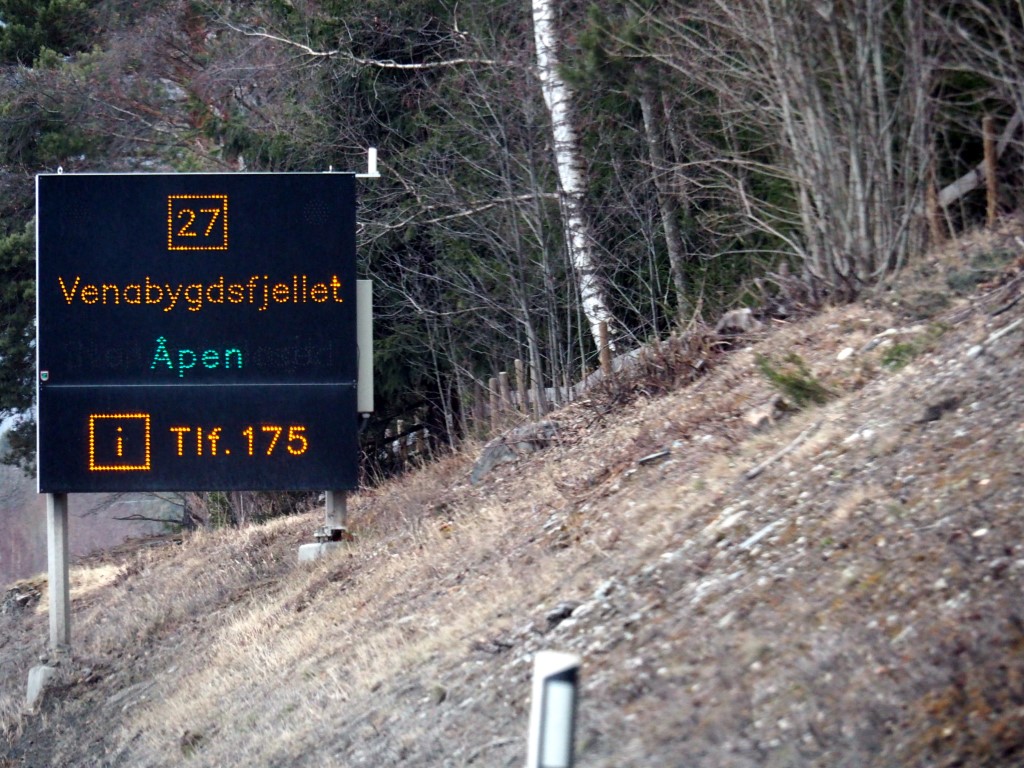 27
Venabygdsfjellet
Åpen
i Tlf. 175